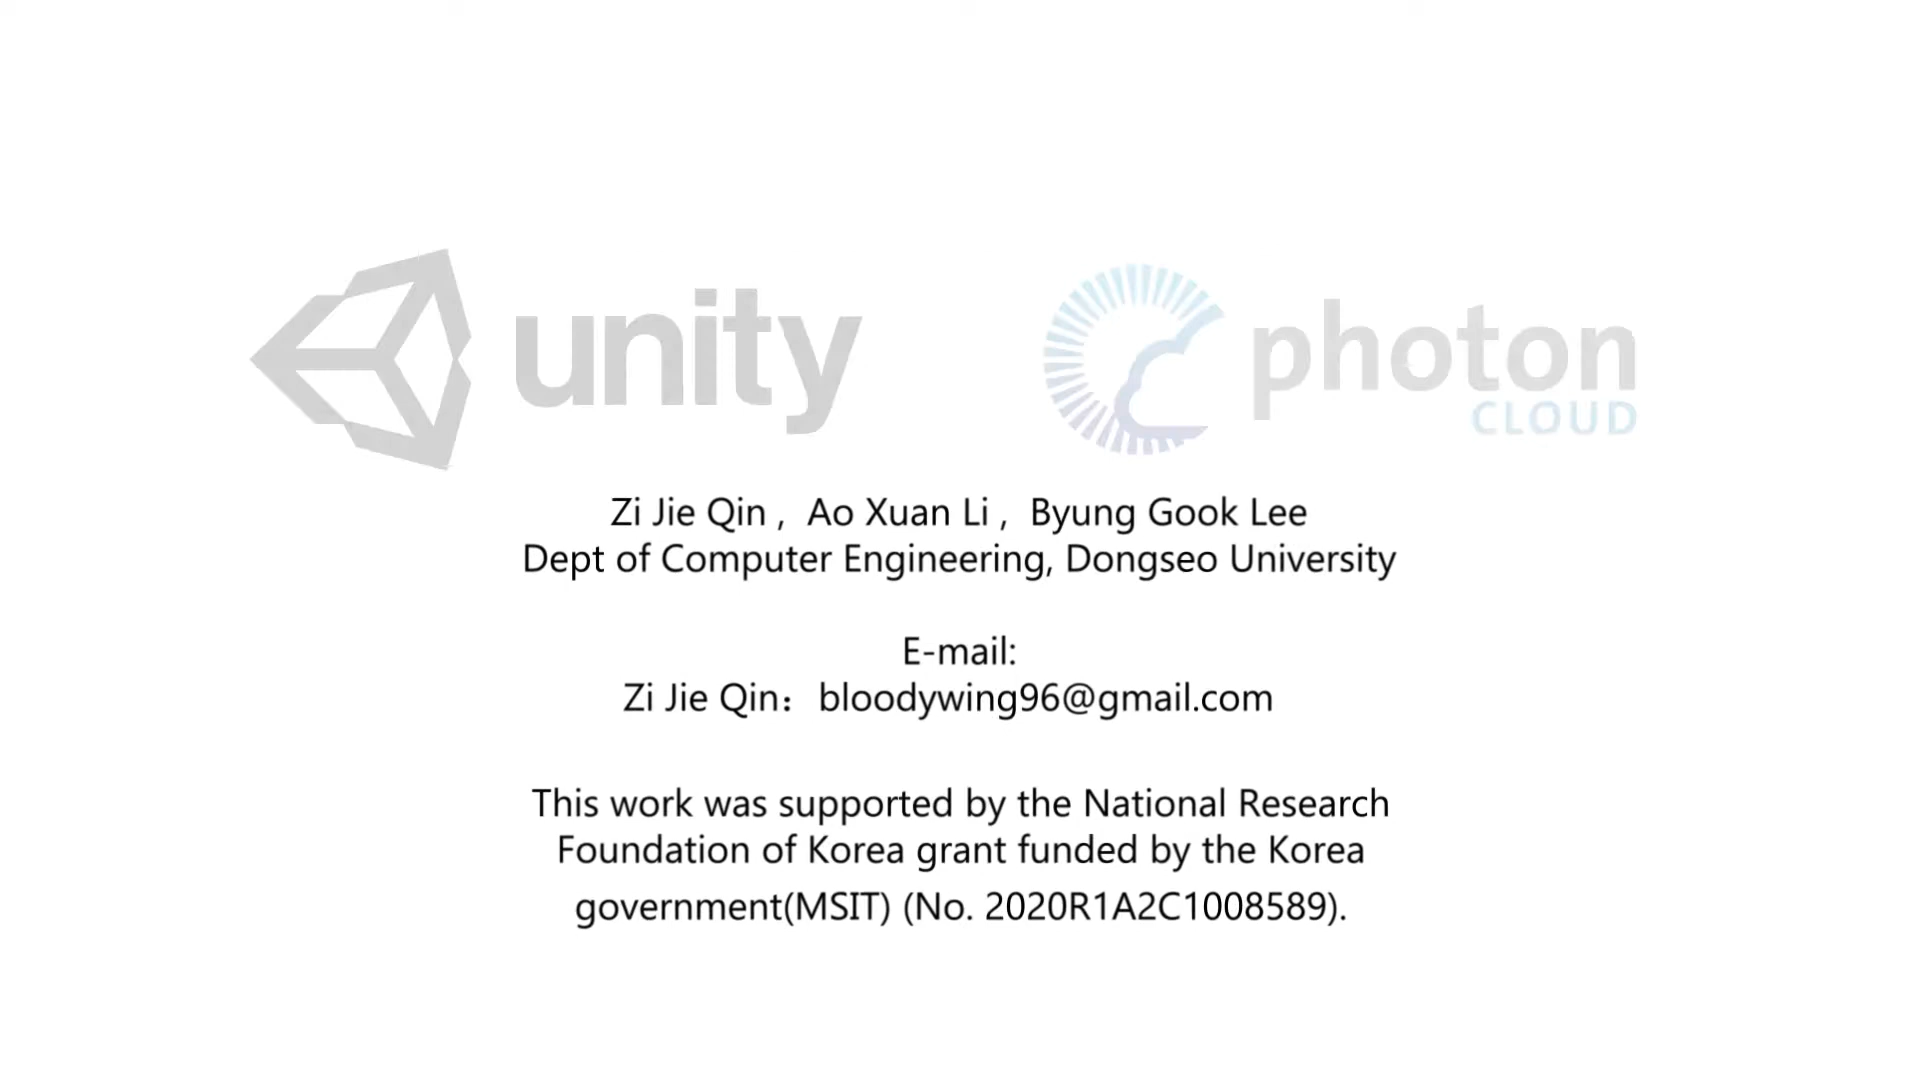 unity
photon
CLOUD
Zi Jie Qin , Ao Xuan Li , Byung Gook Lee
Dept of Computer Engineering, Dongseo University
E-mail:
Zi Jie Qin：bloodywing96@gmail.com
This work was supported by the National Research
Foundation of Korea grant funded by the Korea
government(MSIT) (No. 2020R1A2C1008589).